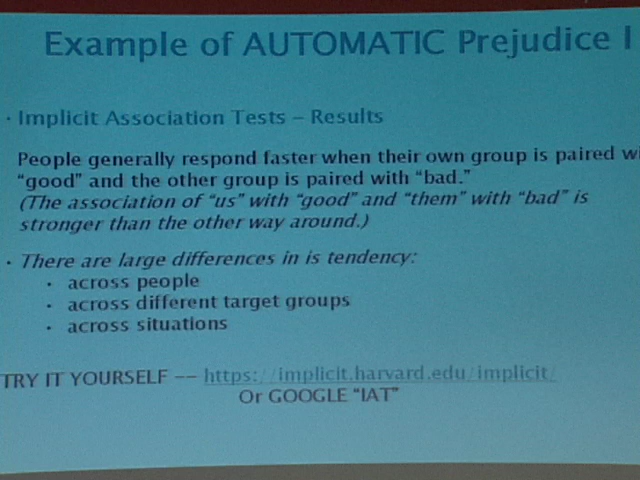 Example of AUTOMATIC Prejudice I
· Implicit Association Tests – Results
People generally respond faster when their own group is paired wi
“good” and the other group is paired with “bad.”
(The association of “us” with “good” and “them” with “bad” is
stronger than the other way around.)
· There are large differences in is tendency:
· across people
· across different target groups
· across situations
TRY IT YOURSELF –– https://implicit.harvard.edu/implicit/
Or GOOGLE “IAT”